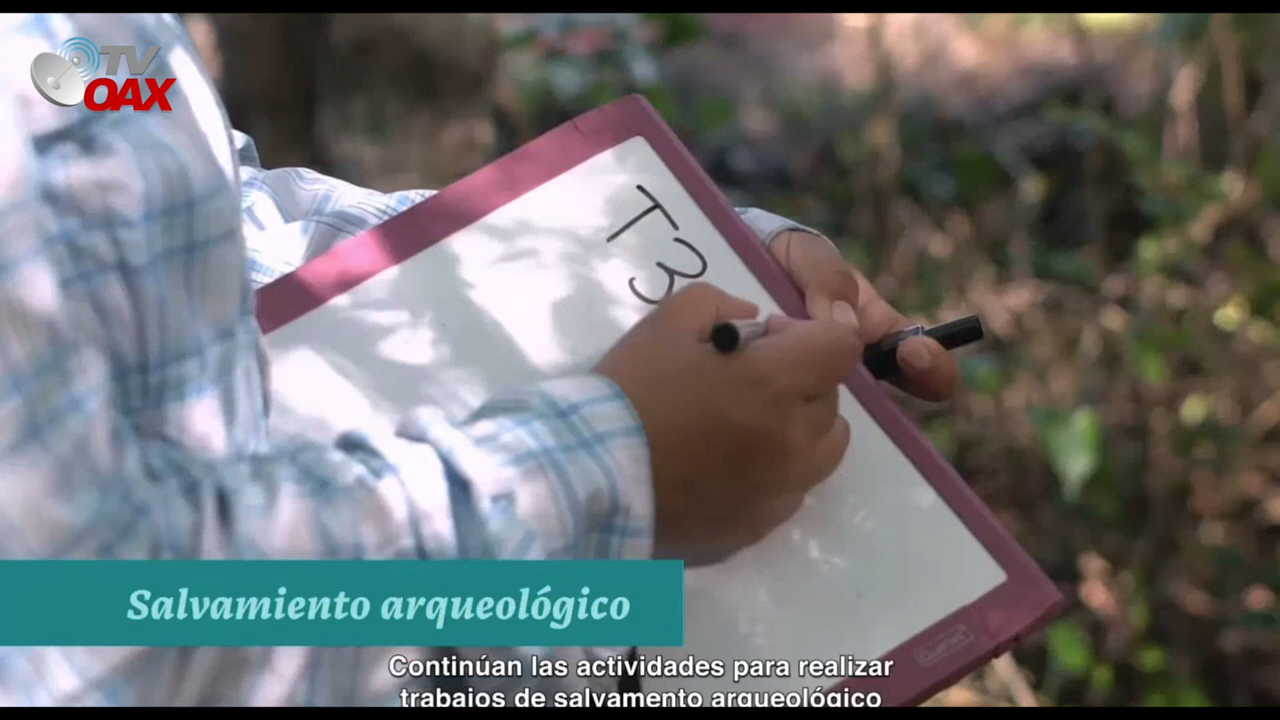 TV
OAX
T3
Salvamiento arqueológico
Continúan las actividades para realizar
trabajos de salvamento arqueológico